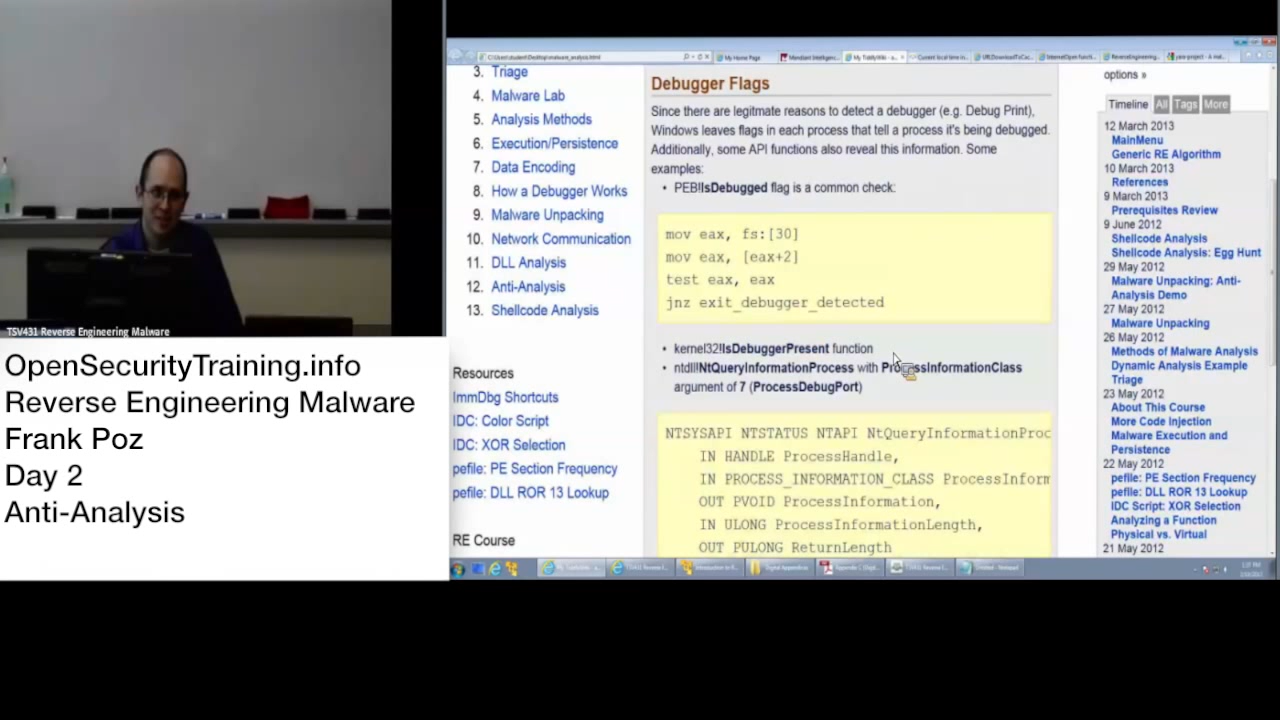 TSV431 Reverse Engineering Malware
OpenSecurityTraining.info
Reverse Engineering Malware
Frank Poz
Day 2
Anti-Analysis
C:\Users\student\Desktop\malware_analysis.html
My Home Page
3. Triage
4. Malware Lab
5. Analysis Methods
6. Execution/Persistence
7. Data Encoding
8. How a Debugger Works
9. Malware Unpacking
10. Network Communication
11. DLL Analysis
12. Anti-Analysis
13. Shellcode Analysis
Resources
ImmDbg Shortcuts
IDC: Color Script
IDC: XOR Selection
pefile: PE Section Frequency
pefile: DLL ROR 13 Lookup
RE Course
Debugger Flags
Since there are legitmate reasons to detect a debugger (e.g. Debug Print),
Windows leaves flags in each process that tell a process it's being debugged.
Additionally, some API functions also reveal this information. Some
examples:
• PEB!IsDebugged flag is a common check:
mov eax, fs:[30]
mov eax, [eax+2]
test eax, eax
jnz exit_debugger_detected
• kernel32!IsDebuggerPresent function
• ntdll!NtQueryInformationProcess with ProcessInformationClass
argument of 7 (ProcessDebugPort)
NTSYSAPI NTSTATUS NTAPI NtQueryInformationProc
IN HANDLE ProcessHandle,
IN PROCESS_INFORMATION_CLASS ProcessInform
OUT PVOID ProcessInformation,
IN ULONG ProcessInformationLength,
OUT PULONG ReturnLength
options »
Timeline All Tags More
12 March 2013
MainMenu
Generic RE Algorithm
10 March 2013
References
9 March 2013
Prerequisites Review
9 June 2012
Shellcode Analysis
Shellcode Analysis: Egg Hunt
29 May 2012
Malware Unpacking: Anti-
Analysis Demo
27 May 2012
Malware Unpacking
26 May 2012
Methods of Malware Analysis
Dynamic Analysis Example
Triage
23 May 2012
About This Course
More Code Injection
Malware Execution and
Persistence
22 May 2012
pefile: PE Section Frequency
pefile: DLL ROR 13 Lookup
IDC Script: XOR Selection
Analyzing a Function
Physical vs. Virtual
21 May 2012